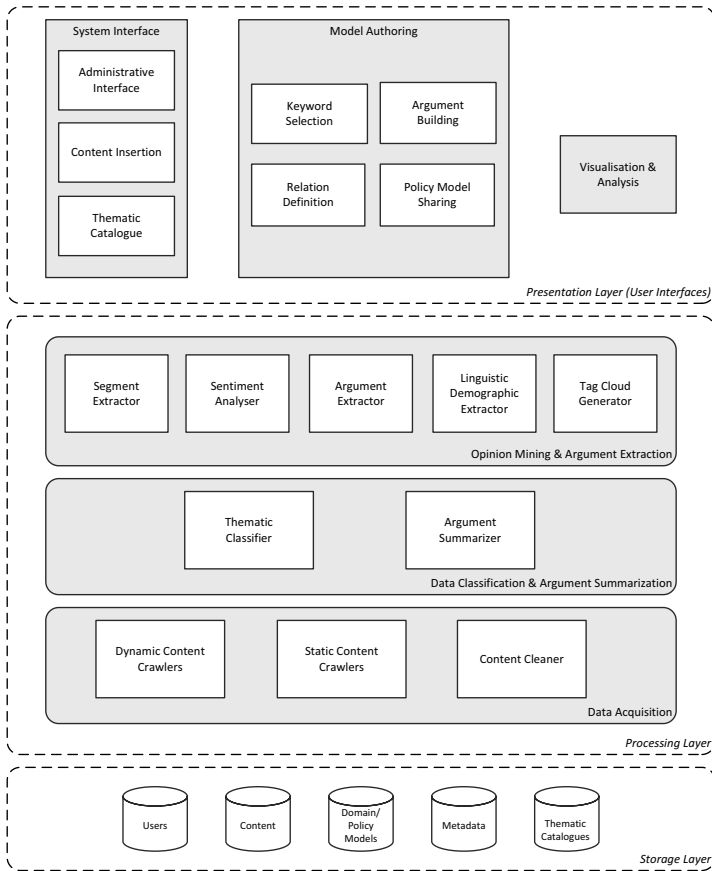 System Interface
Administrative
Interface
Content Insertion
Thematic
Catalogue
Model Authoring
Keyword
Selection
Argument
Building
Relation
Definition
Policy Model
Sharing
Visualisation &
Analysis
Presentation Layer (User Interfaces)
Segment
Extractor
Sentiment
Analyser
Argument
Extractor
Linguistic
Demographic
Extractor
Tag Cloud
Generator
Opinion Mining & Argument Extraction
Thematic
Classifier
Argument
Summarizer
Data Classification & Argument Summarization
Dynamic Content
Crawlers
Static Content
Crawlers
Content Cleaner
Data Acquisition
Processing Layer
Users
Content
Domain/
Policy
Models
Metadata
Thematic
Catalogues
Storage Layer